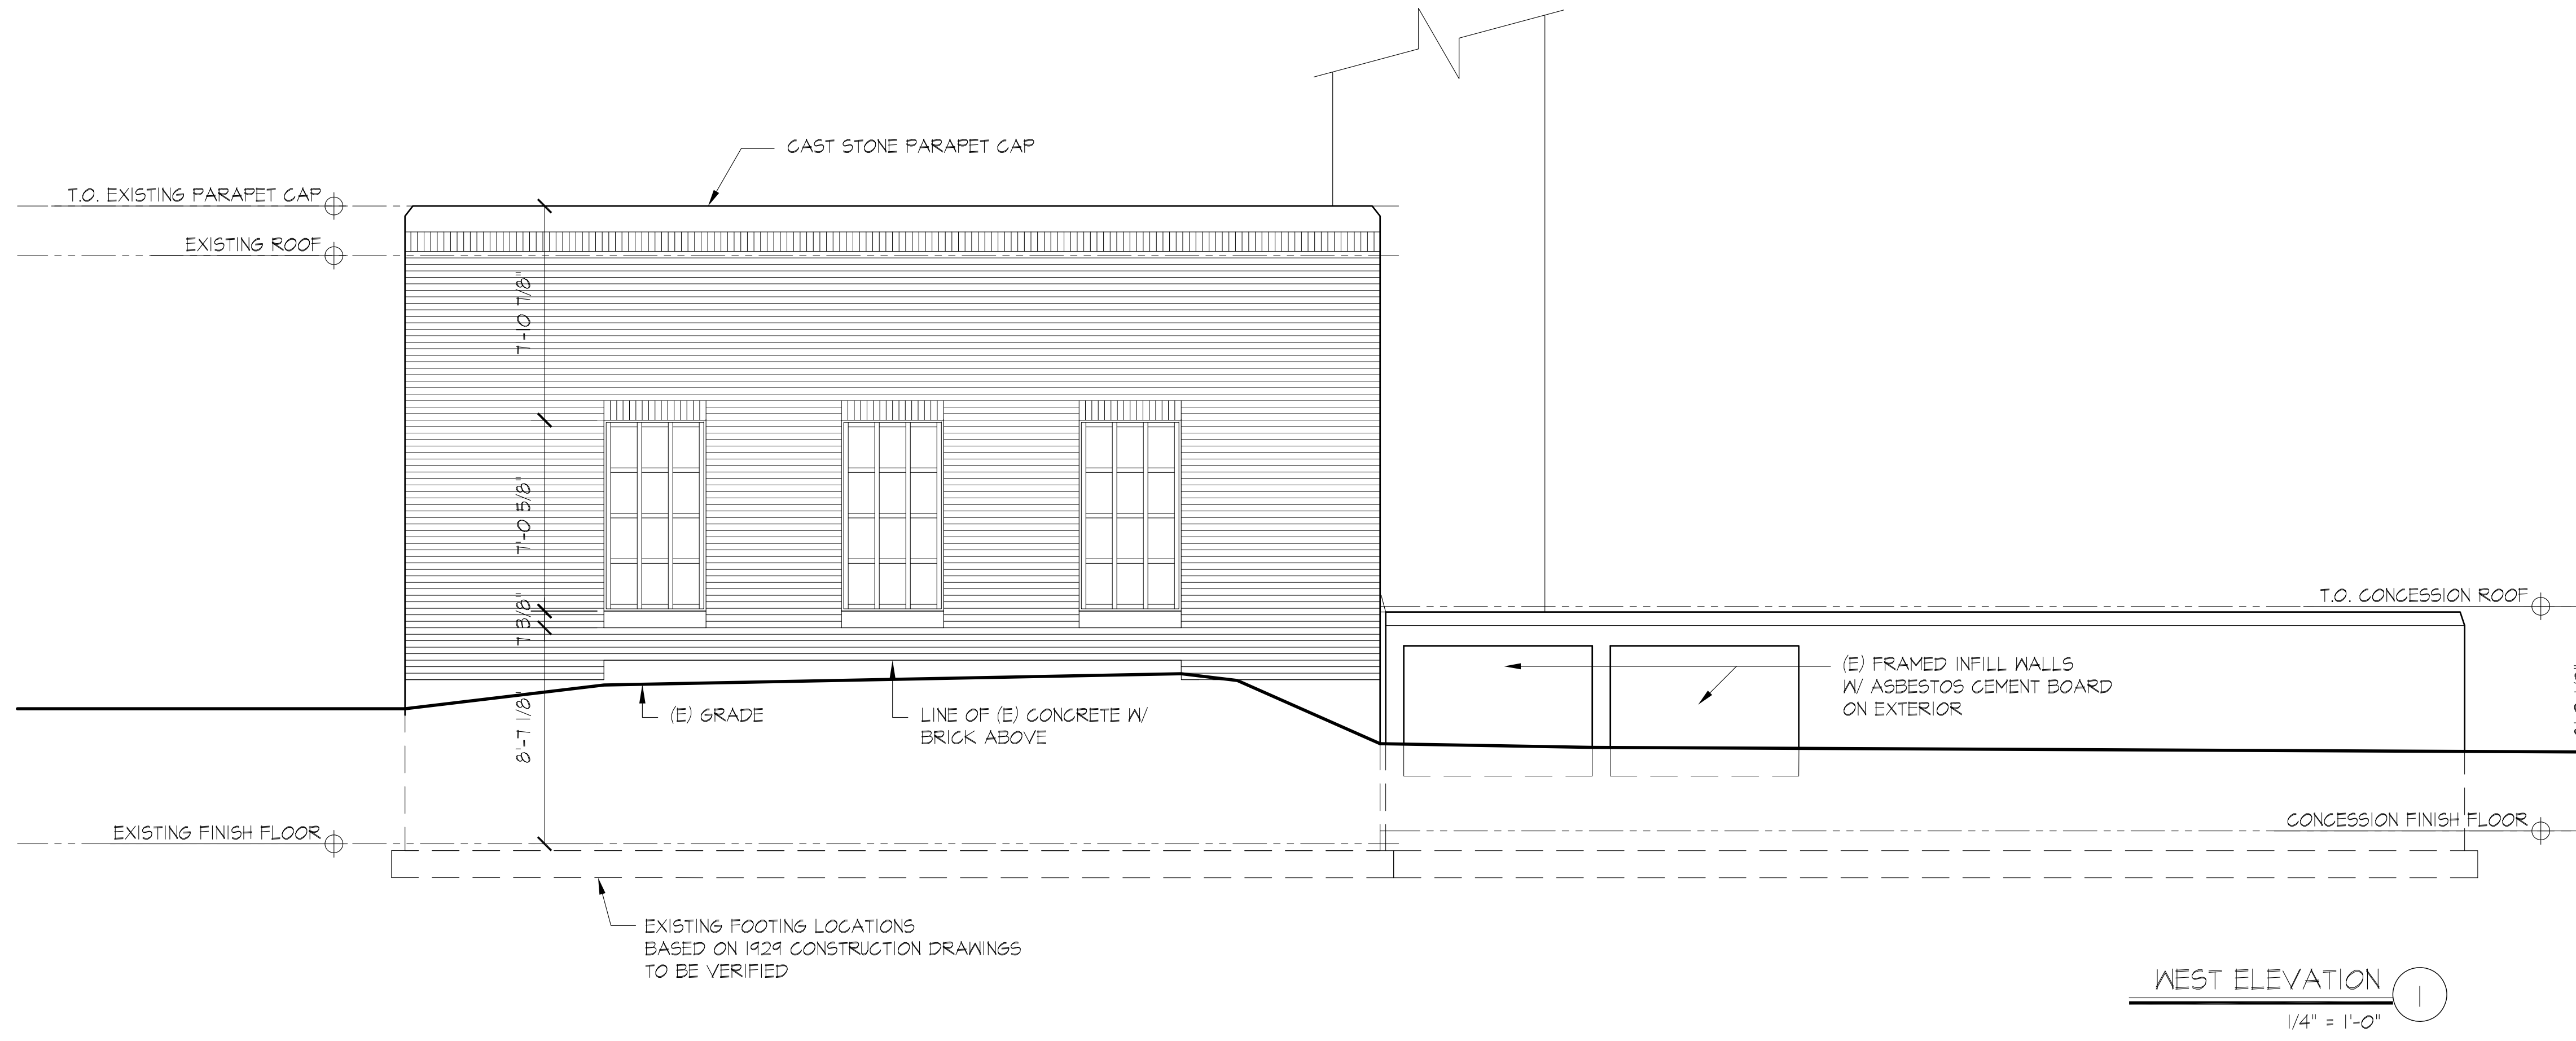 CAST STONE PARAPET CAP
T.O. EXISTING PARAPET CAP
EXISTING ROOF
7'-10 7/8"
7'-0 5/8"
7 3/8"
8'-7 1/8"
T.O. CONCESSION ROOF
(E) FRAMED INFILL WALLS
W/ ASBESTOS CEMENT BOARD
ON EXTERIOR
(E) GRADE
LINE OF (E) CONCRETE W/
BRICK ABOVE
EXISTING FINISH FLOOR
CONCESSION FINISH FLOOR
EXISTING FOOTING LOCATIONS
BASED ON 1929 CONSTRUCTION DRAWINGS
TO BE VERIFIED
WEST ELEVATION
1
1/4" = 1'-0"